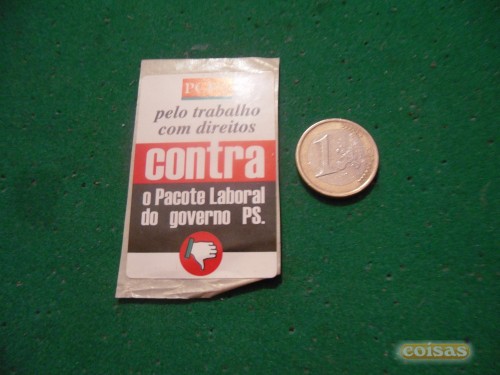 pelo trabalho
com direitos
contra
o Pacote Laboral
do governo PS.
1
coisas